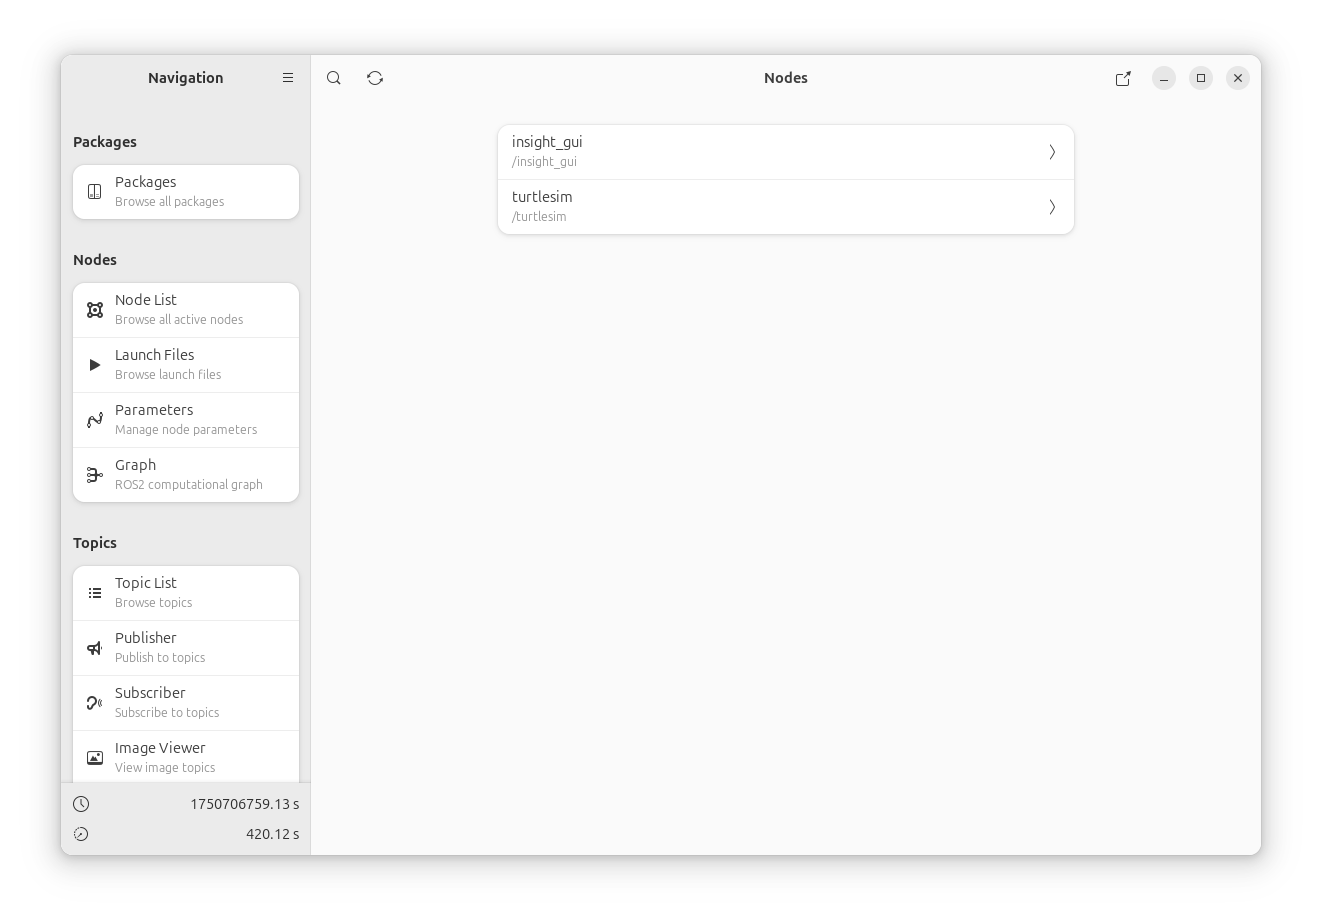 Navigation
Nodes
Packages
Packages
Browse all packages
Nodes
Node List
Browse all active nodes
Launch Files
Browse launch files
Parameters
Manage node parameters
Graph
ROS2 computational graph
Topics
Topic List
Browse topics
Publisher
Publish to topics
Subscriber
Subscribe to topics
Image Viewer
View image topics
1750706759.13 s
420.12 s
insight_gui
/insight_gui
turtlesim
/turtlesim